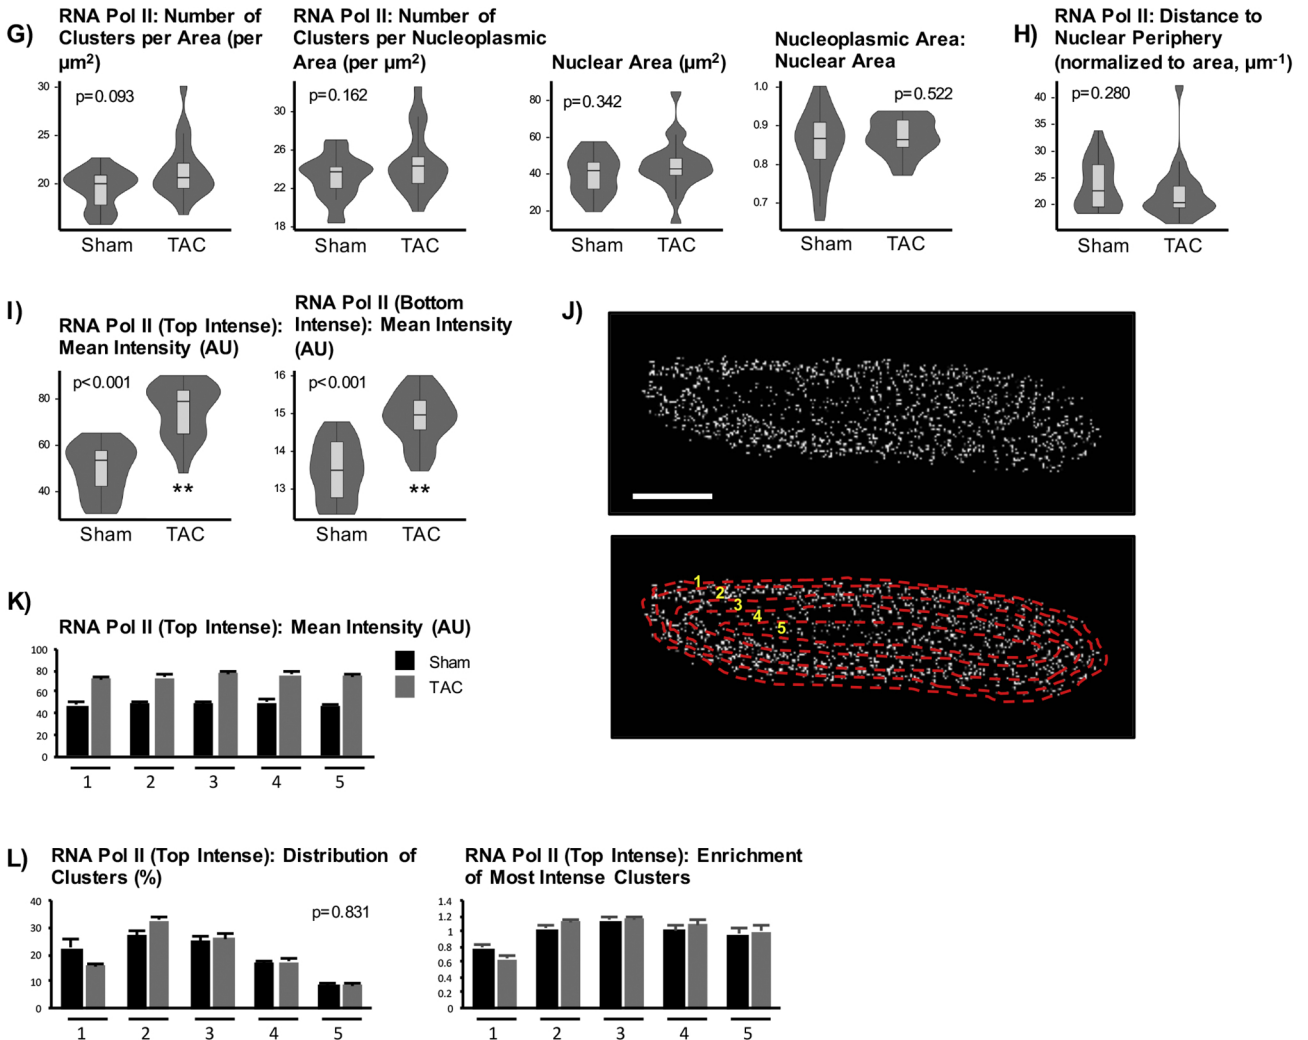 G)
RNA Pol II: Number of
Clusters per Area (per
µm²)
30
25
20
p=0.093
Sham TAC
RNA Pol II: Number of
Clusters per Nucleoplasmic
Area (per µm²)
30
26
22
18
p=0.162
Sham TAC
Nuclear Area (µm²)
80
60
40
20
p=0.342
Sham TAC
Nucleoplasmic Area:
Nuclear Area
1.0
0.9
0.8
0.7
p=0.522
Sham TAC
H)
RNA Pol II: Distance to
Nuclear Periphery
(normalized to area, µm⁻¹)
40
35
30
25
20
p=0.280
Sham TAC
I)
RNA Pol II (Top Intense):
Mean Intensity (AU)
80
60
40
p<0.001
**
Sham TAC
RNA Pol II (Bottom
Intense): Mean Intensity
(AU)
16
15
14
13
p<0.001
**
Sham TAC
J)
1
2
3
4
5
K)
RNA Pol II (Top Intense): Mean Intensity (AU)
100
80
60
40
20
0
Sham
TAC
1 2 3 4 5
L)
RNA Pol II (Top Intense): Distribution of
Clusters (%)
40
30
20
10
0
p=0.831
1 2 3 4 5
RNA Pol II (Top Intense): Enrichment
of Most Intense Clusters
1.4
1.2
1
0.8
0.6
0.4
0.2
0
1 2 3 4 5